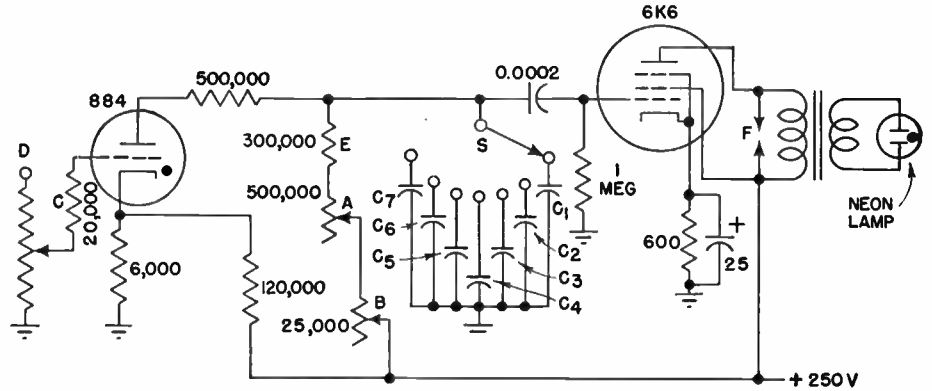 6K6
500,000
0.0002
884
D
300,000
E
S
F
C
20,000
500,000
A
C7
C6
C5
C1
C2
C3
C4
1
MEG
NEON
LAMP
6,000
120,000
B
25,000
600
+
25
+ 250 V